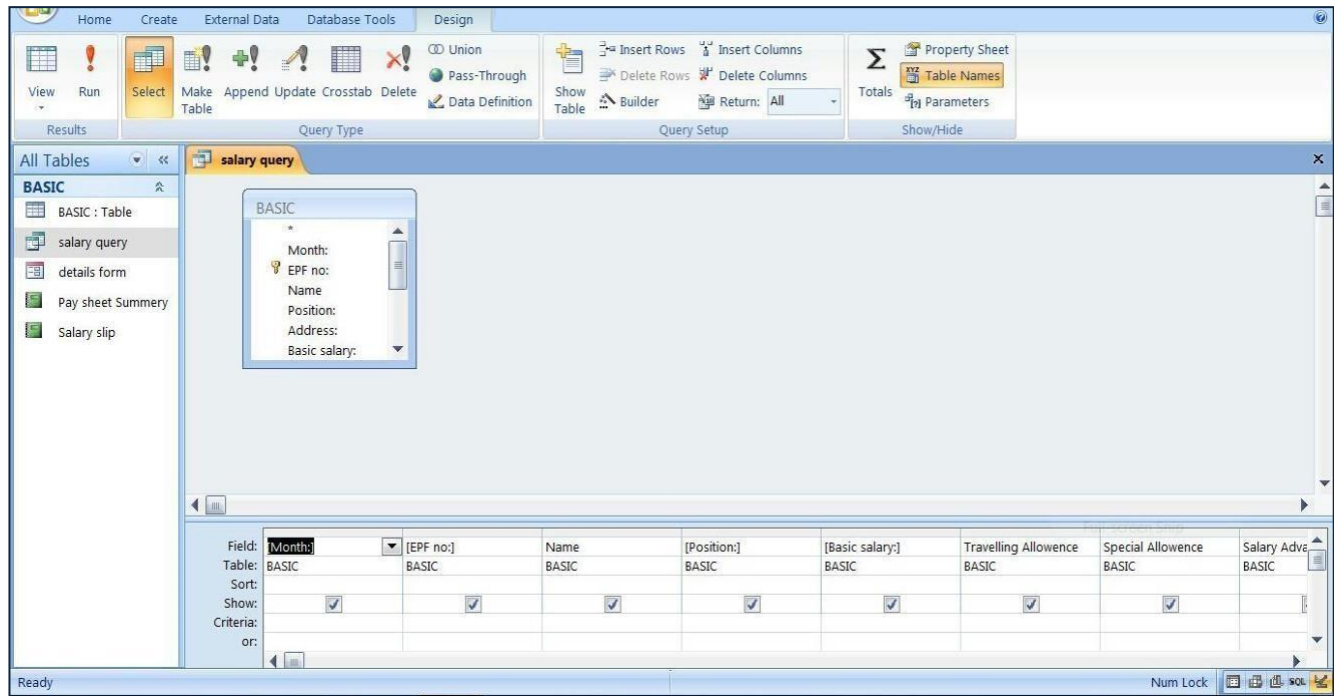 Home Create External Data Database Tools Design
Union Insert Rows Insert Columns Property Sheet
Pass-Through Delete Rows Delete Columns Table Names
View Run Select Make Table Append Update Crosstab Delete Data Definition Show Table Builder Return: All Totals Parameters
Results Query Type Query Setup Show/Hide
All Tables salary query
BASIC
BASIC : Table
salary query
details form
Pay sheet Summery
Salary slip
BASIC
*
Month:
EPF no:
Name
Position:
Address:
Basic salary:
Field: [Month:] [EPF no:] Name [Position:] [Basic salary:] Travelling Allowence Special Allowence Salary Adva
Table: BASIC BASIC BASIC BASIC BASIC BASIC BASIC BASIC
Sort:
Show:
Criteria:
or:
Ready Num Lock SQL